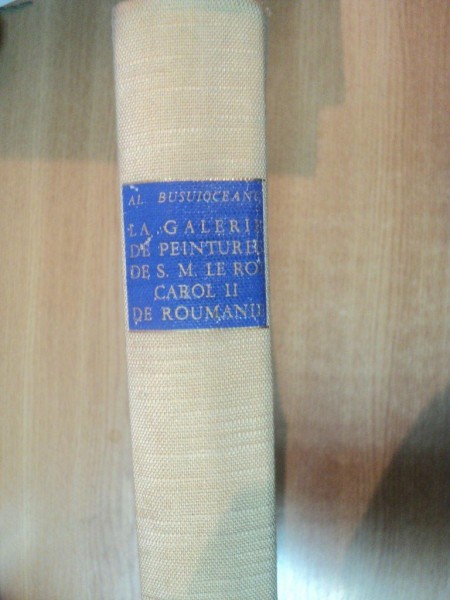 AL. BUSUIOCEANU
LA GALERIE
DE PEINTURE
DE S. M. LE ROI
CAROL II
DE ROUMANIE